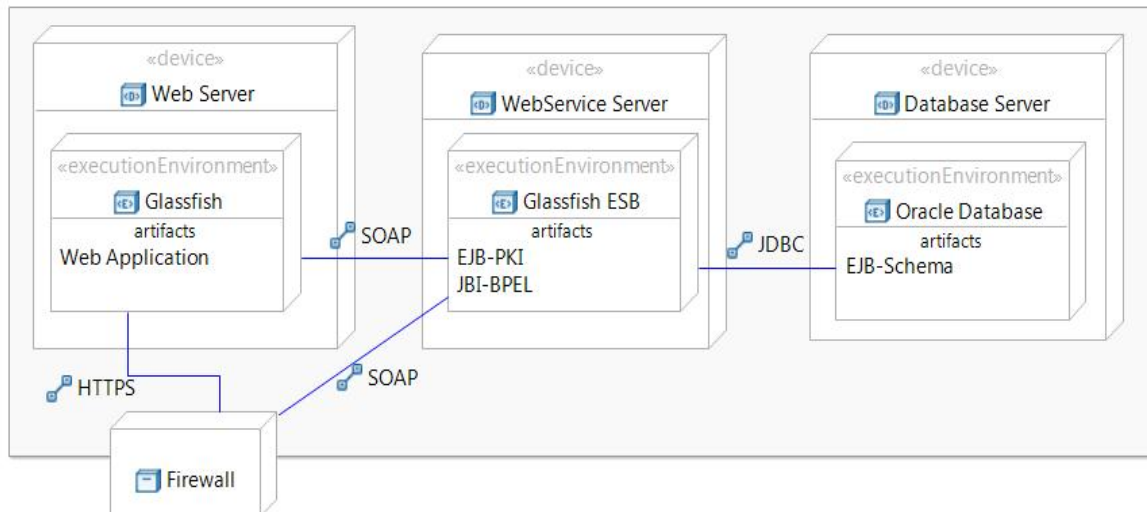 «device»
Web Server
«executionEnvironment»
Glassfish
artifacts
Web Application
SOAP
«device»
WebService Server
«executionEnvironment»
Glassfish ESB
artifacts
EJB-PKI
JBI-BPEL
JDBC
«device»
Database Server
«executionEnvironment»
Oracle Database
artifacts
EJB-Schema
HTTPS
SOAP
Firewall